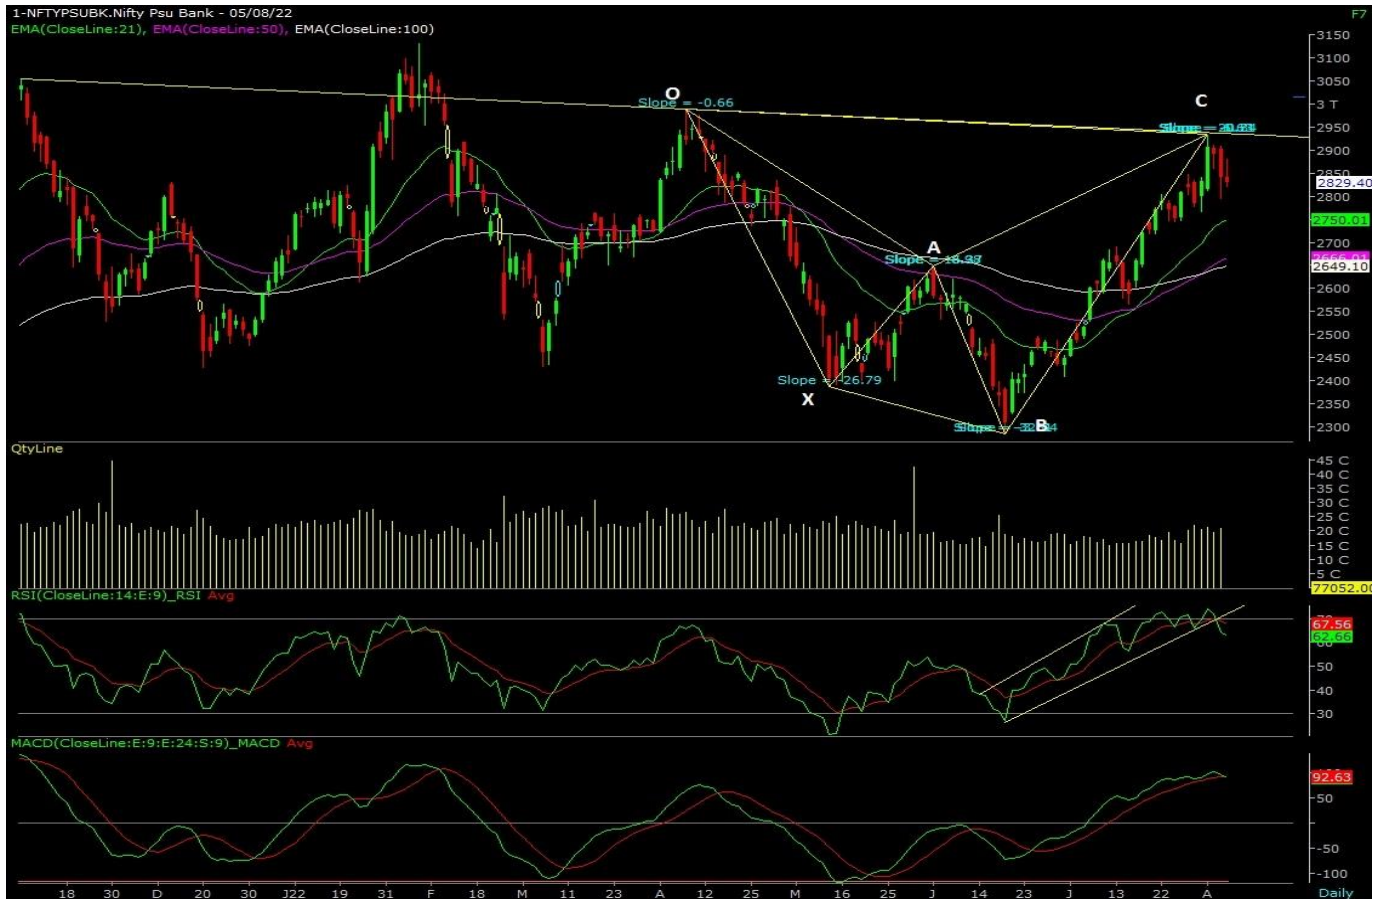 1-NFTYPSUBK.Nifty Psu Bank - 05/08/22
F7
EMA(CloseLine:21), EMA(CloseLine:50), EMA(CloseLine:100)
3150
3100
3050
3 T
2950
2900
2850
2829.40
2800
2750.01
2700
2666.01
2649.10
2600
2550
2500
2450
2400
2350
2300
O
Slope = -0.66
C
A
Slope =
Slope = -26.79
X
B
QtyLine
45 C
40 C
35 C
30 C
25 C
20 C
15 C
10 C
5 C
77052.00
RSI(CloseLine:14:E:9)_RSI Avg
70
67.56
62.66
50
40
30
MACD(CloseLine:E:9:E:24:S:9)_MACD Avg
92.63
50
-50
-100
18 30 D 20 30 J22 19 31 F 18 M 11 23 A 12 25 M 16 25 J 14 23 J 13 22 A
Daily